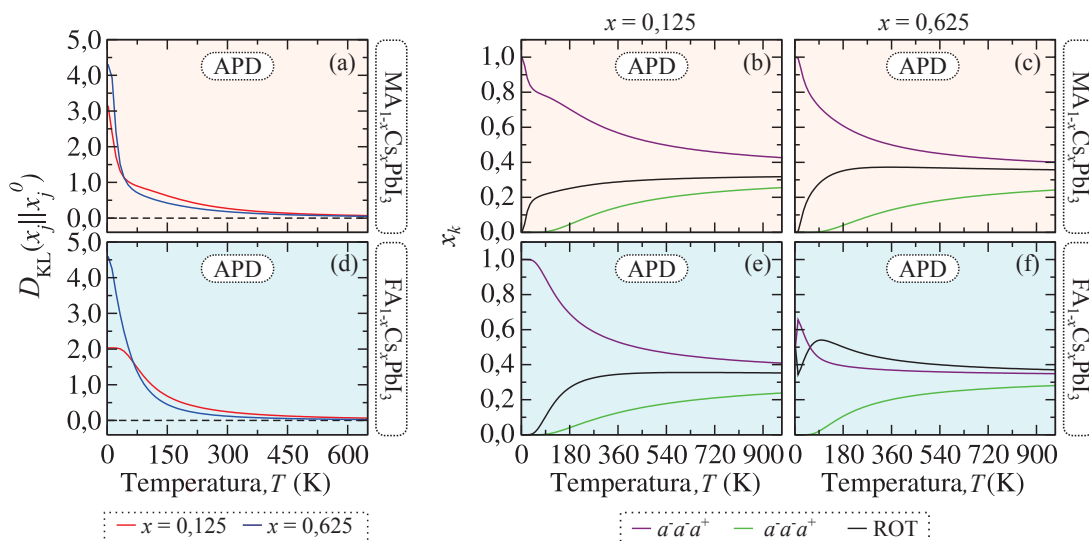 x = 0,125
x = 0,625
5,0
4,0
3,0
2,0
1,0
0,0
APD
(a)
MA1-xCsxPbI3
1,0
0,8
0,6
0,4
0,2
0,0
APD
(b)
APD
(c)
MA1-xCsxPbI3
DKL(xj||xj0)
xk
5,0
4,0
3,0
2,0
1,0
0,0
APD
(d)
FA1-xCsxPbI3
1,0
0,8
0,6
0,4
0,2
0,0
APD
(e)
APD
(f)
FA1-xCsxPbI3
0 150 300 450 600
0 180 360 540 720 900
0 180 360 540 720 900
Temperatura, T (K)
Temperatura, T (K)
Temperatura, T (K)
x = 0,125 x = 0,625
a-a-a+ a-a-a+ ROT